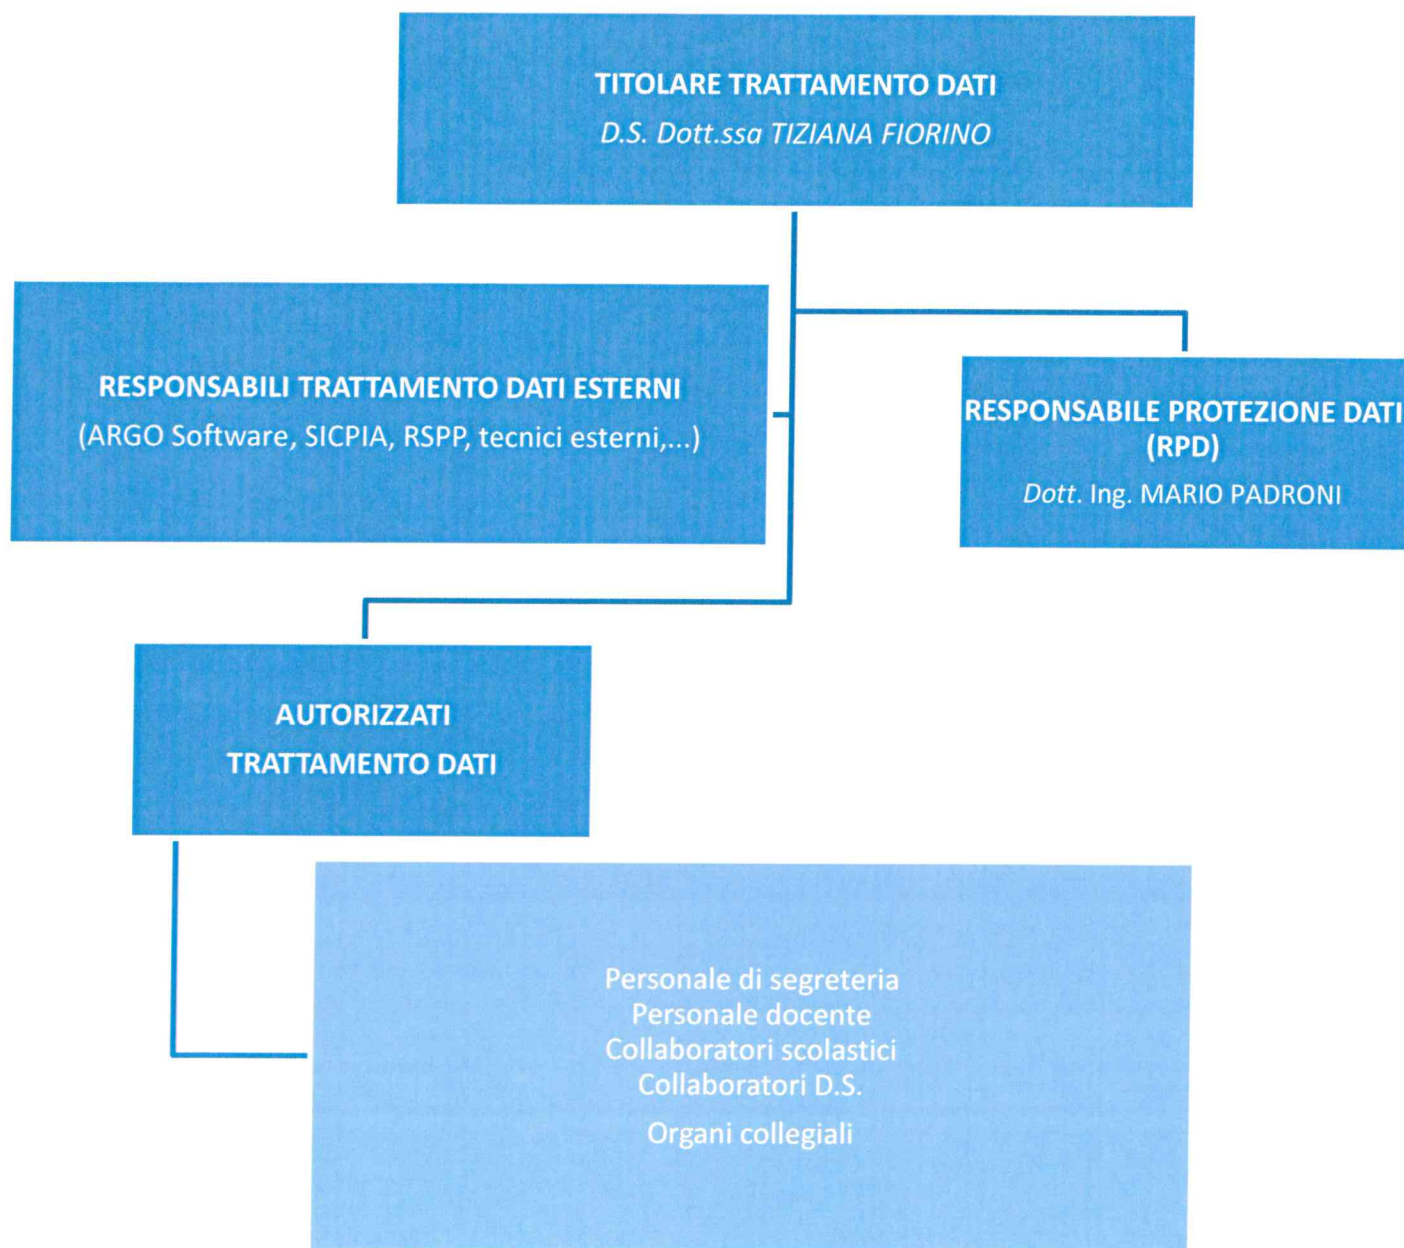 TITOLARE TRATTAMENTO DATI
D.S. Dott.ssa TIZIANA FIORINO
RESPONSABILI TRATTAMENTO DATI ESTERNI
(ARGO Software, SICPIA, RSPP, tecnici esterni,...)
RESPONSABILE PROTEZIONE DATI
(RPD)
Dott. Ing. MARIO PADRONI
AUTORIZZATI
TRATTAMENTO DATI
Personale di segreteria
Personale docente
Collaboratori scolastici
Collaboratori D.S.
Organi collegiali